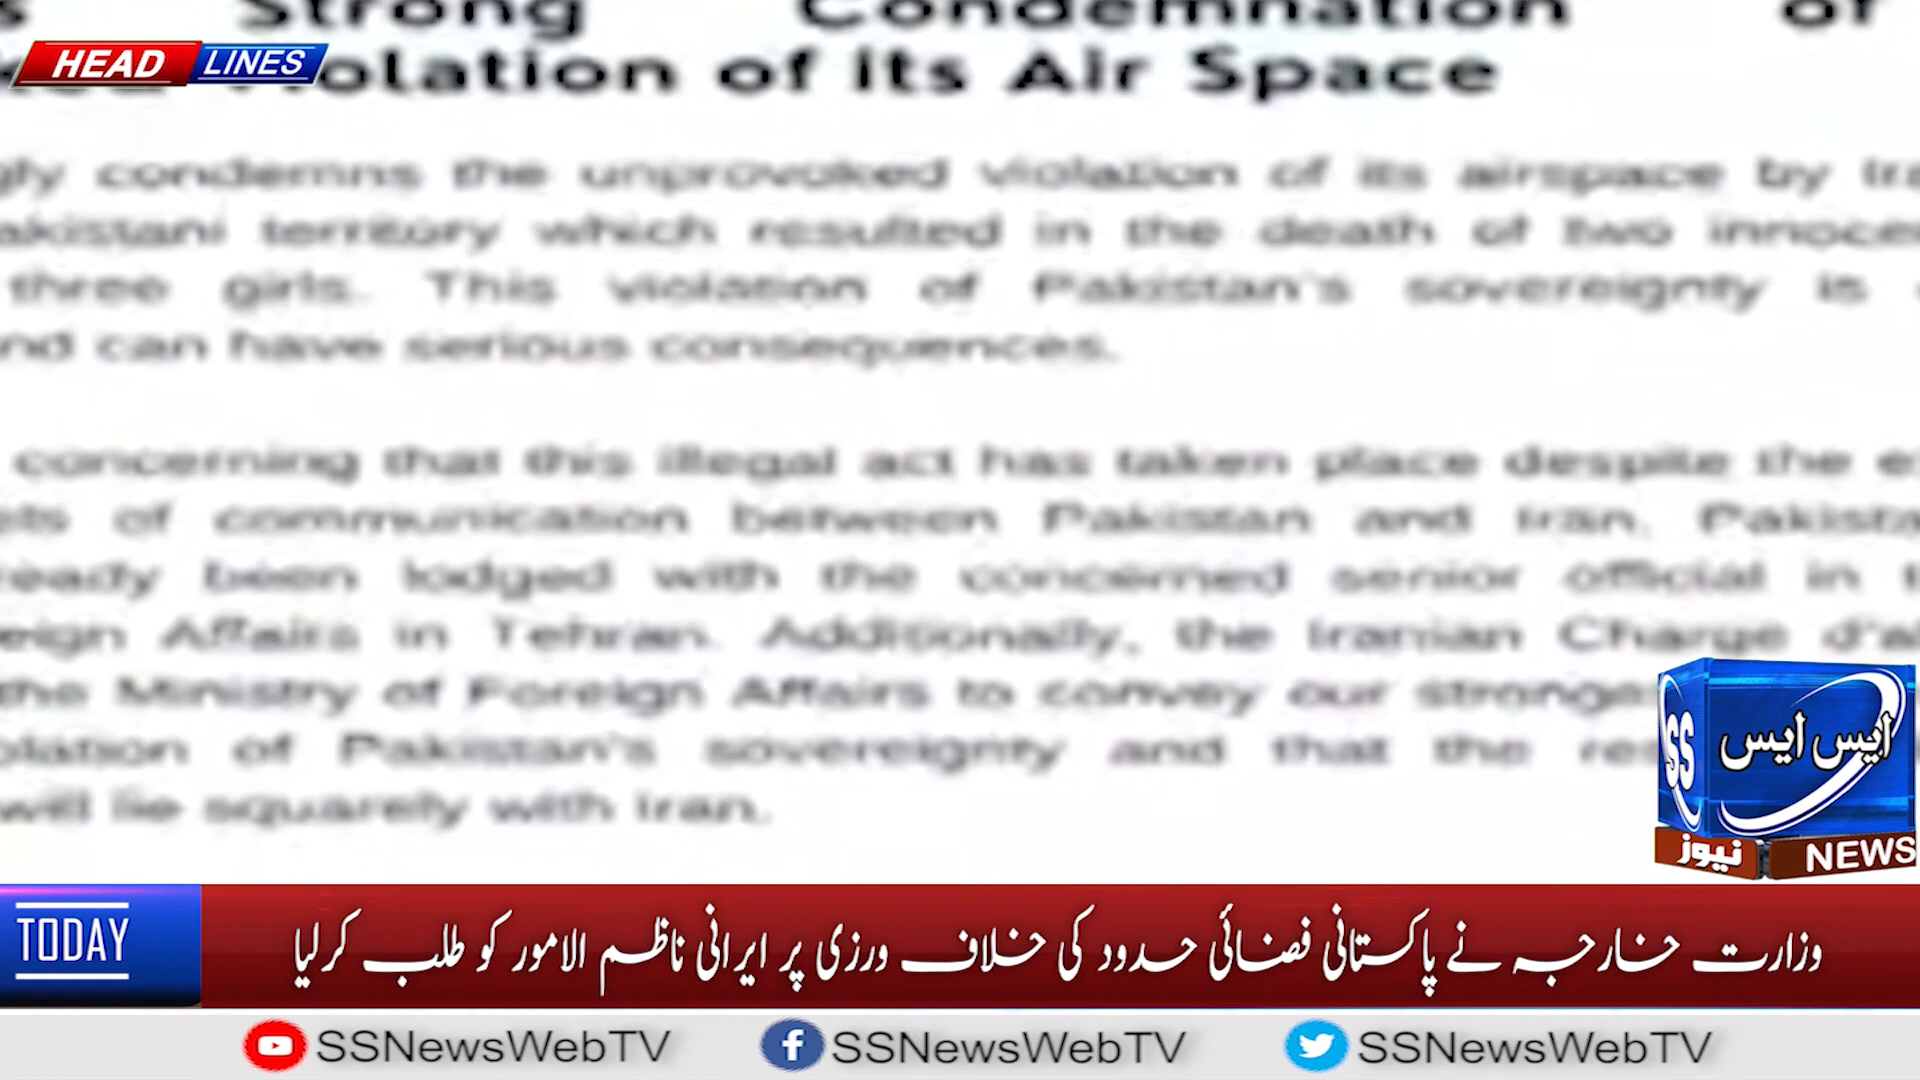 Strong Condemnation of
HEAD LINES
olation of Its Air Space
gly condemns the unprovoked violation of its airspace by Ira
akistani territory which resulted in the death of two innocen
three girls. This violation of Pakistan's sovereignty is
nd can have serious consequences.
concerning that this illegal act has taken place despite the e
els of communication between Pakistan and Iran. Pakista
ready been lodged with the concerned senior official in t
eign Affairs in Tehran. Additionally, the Iranian Charge d'af
the Ministry of Foreign Affairs to convey our stronges
olation of Pakistan's sovereignty and that the res
will lie squarely with Iran.
SS ایس ایس
نیوز NEWS
TODAY
وزارت خارجہ نے پاکستانی فضائی حدود کی خلاف ورزی پر ایرانی ناظم الامور کو طلب کرلیا
SSNewsWebTV SSNewsWebTV SSNewsWebTV